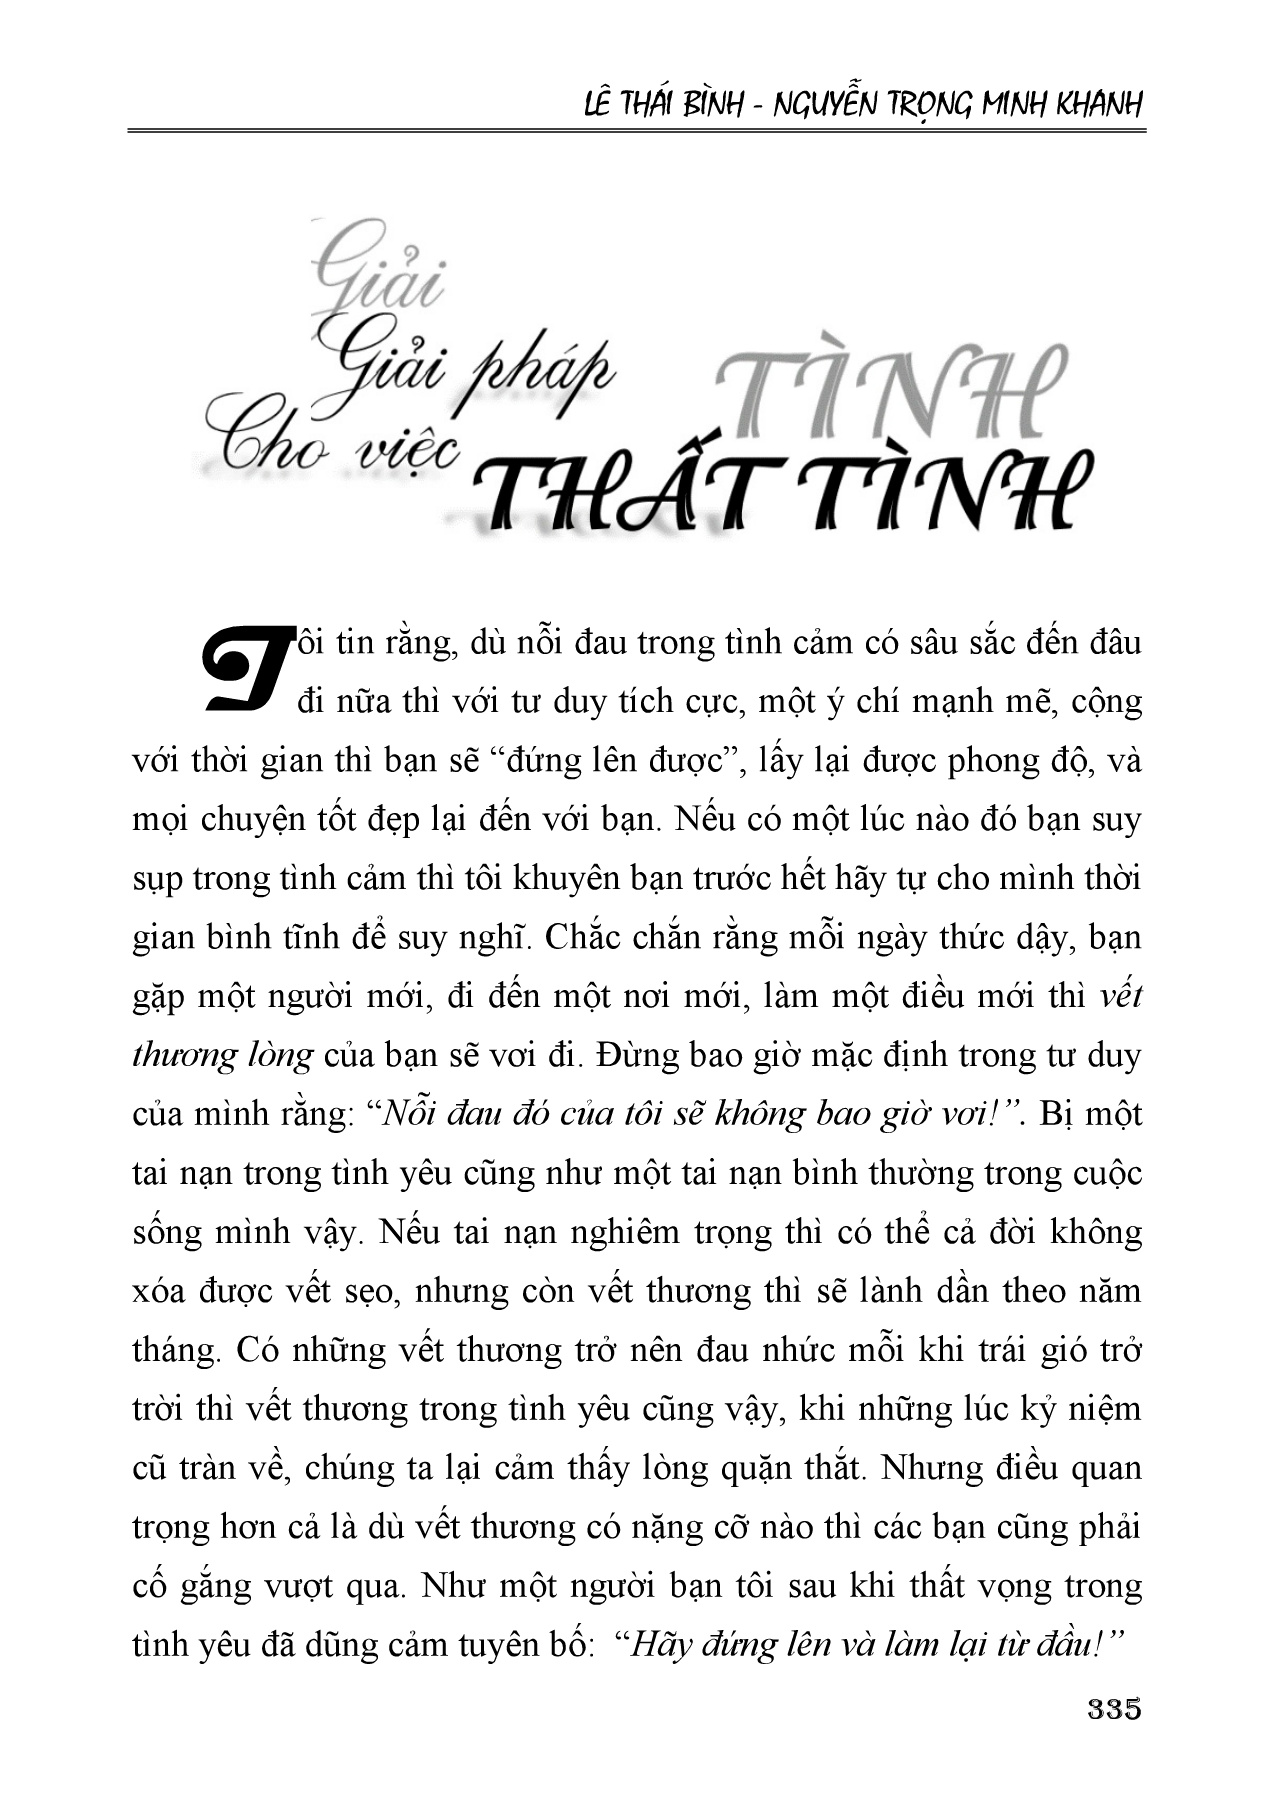 LÊ THÁI BÌNH - NGUYỄN TRỌNG MINH KHANH
Giải
Giải pháp
TÌNH
Cho việc
THẤT TÌNH
Tôi tin rằng, dù nỗi đau trong tình cảm có sâu sắc đến đâu
đi nữa thì với tư duy tích cực, một ý chí mạnh mẽ, cộng
với thời gian thì bạn sẽ “đứng lên được”, lấy lại được phong độ, và
mọi chuyện tốt đẹp lại đến với bạn. Nếu có một lúc nào đó bạn suy
sụp trong tình cảm thì tôi khuyên bạn trước hết hãy tự cho mình thời
gian bình tĩnh để suy nghĩ. Chắc chắn rằng mỗi ngày thức dậy, bạn
gặp một người mới, đi đến một nơi mới, làm một điều mới thì vết
thương lòng của bạn sẽ vơi đi. Đừng bao giờ mặc định trong tư duy
của mình rằng: “Nỗi đau đó của tôi sẽ không bao giờ vơi!”. Bị một
tai nạn trong tình yêu cũng như một tai nạn bình thường trong cuộc
sống mình vậy. Nếu tai nạn nghiêm trọng thì có thể cả đời không
xóa được vết sẹo, nhưng còn vết thương thì sẽ lành dần theo năm
tháng. Có những vết thương trở nên đau nhức mỗi khi trái gió trở
trời thì vết thương trong tình yêu cũng vậy, khi những lúc kỷ niệm
cũ tràn về, chúng ta lại cảm thấy lòng quặn thắt. Nhưng điều quan
trọng hơn cả là dù vết thương có nặng cỡ nào thì các bạn cũng phải
cố gắng vượt qua. Như một người bạn tôi sau khi thất vọng trong
tình yêu đã dũng cảm tuyên bố: “Hãy đứng lên và làm lại từ đầu!”
335